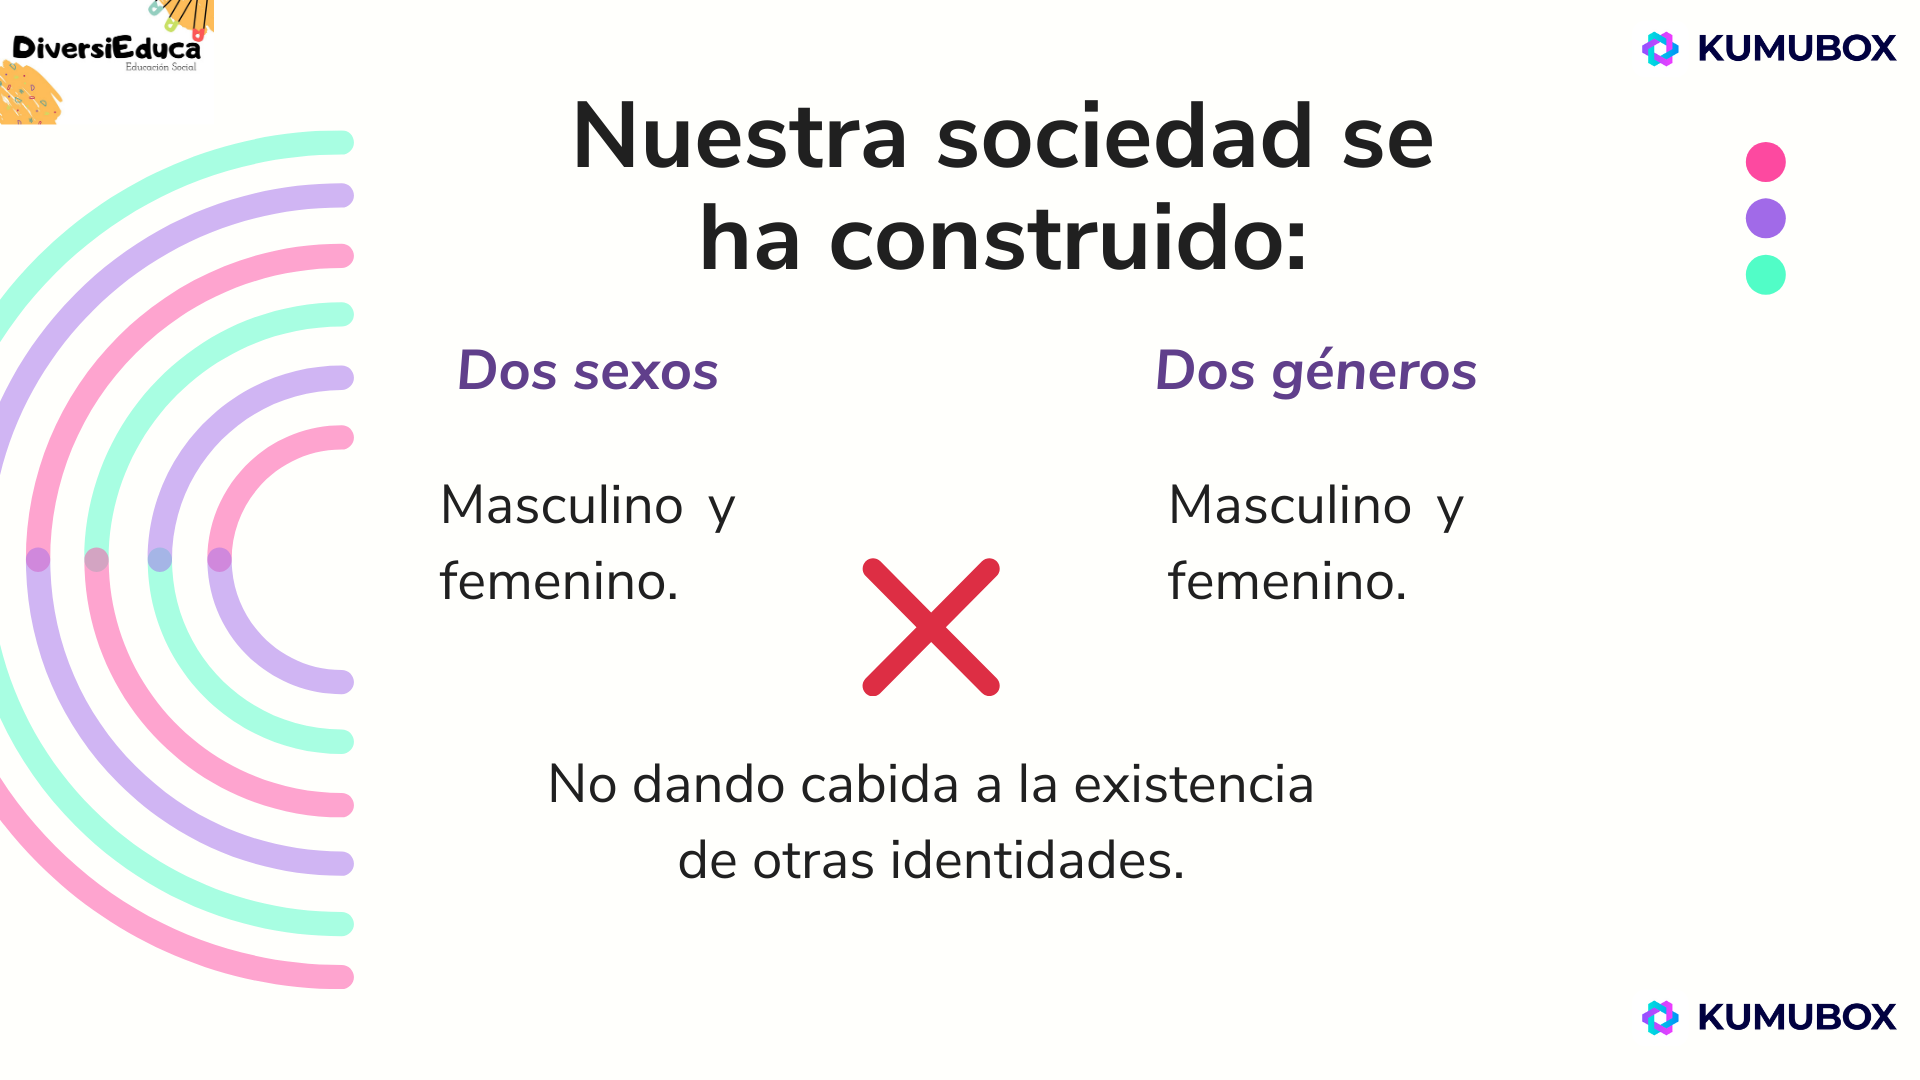 DiversiEduca
Educación Social
KUMUBOX
Nuestra sociedad se
ha construido:
Dos sexos
Masculino y
femenino.
Dos géneros
Masculino y
femenino.
No dando cabida a la existencia
de otras identidades.
KUMUBOX